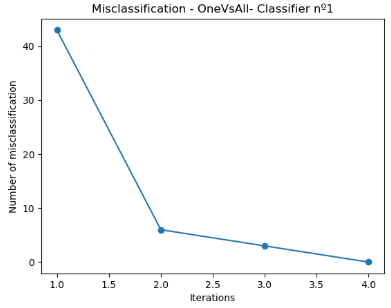 Misclassification - OneVsAll- Classifier nº1
40
30
20
10
0
Number of misclassification
1.0 1.5 2.0 2.5 3.0 3.5 4.0
Iterations